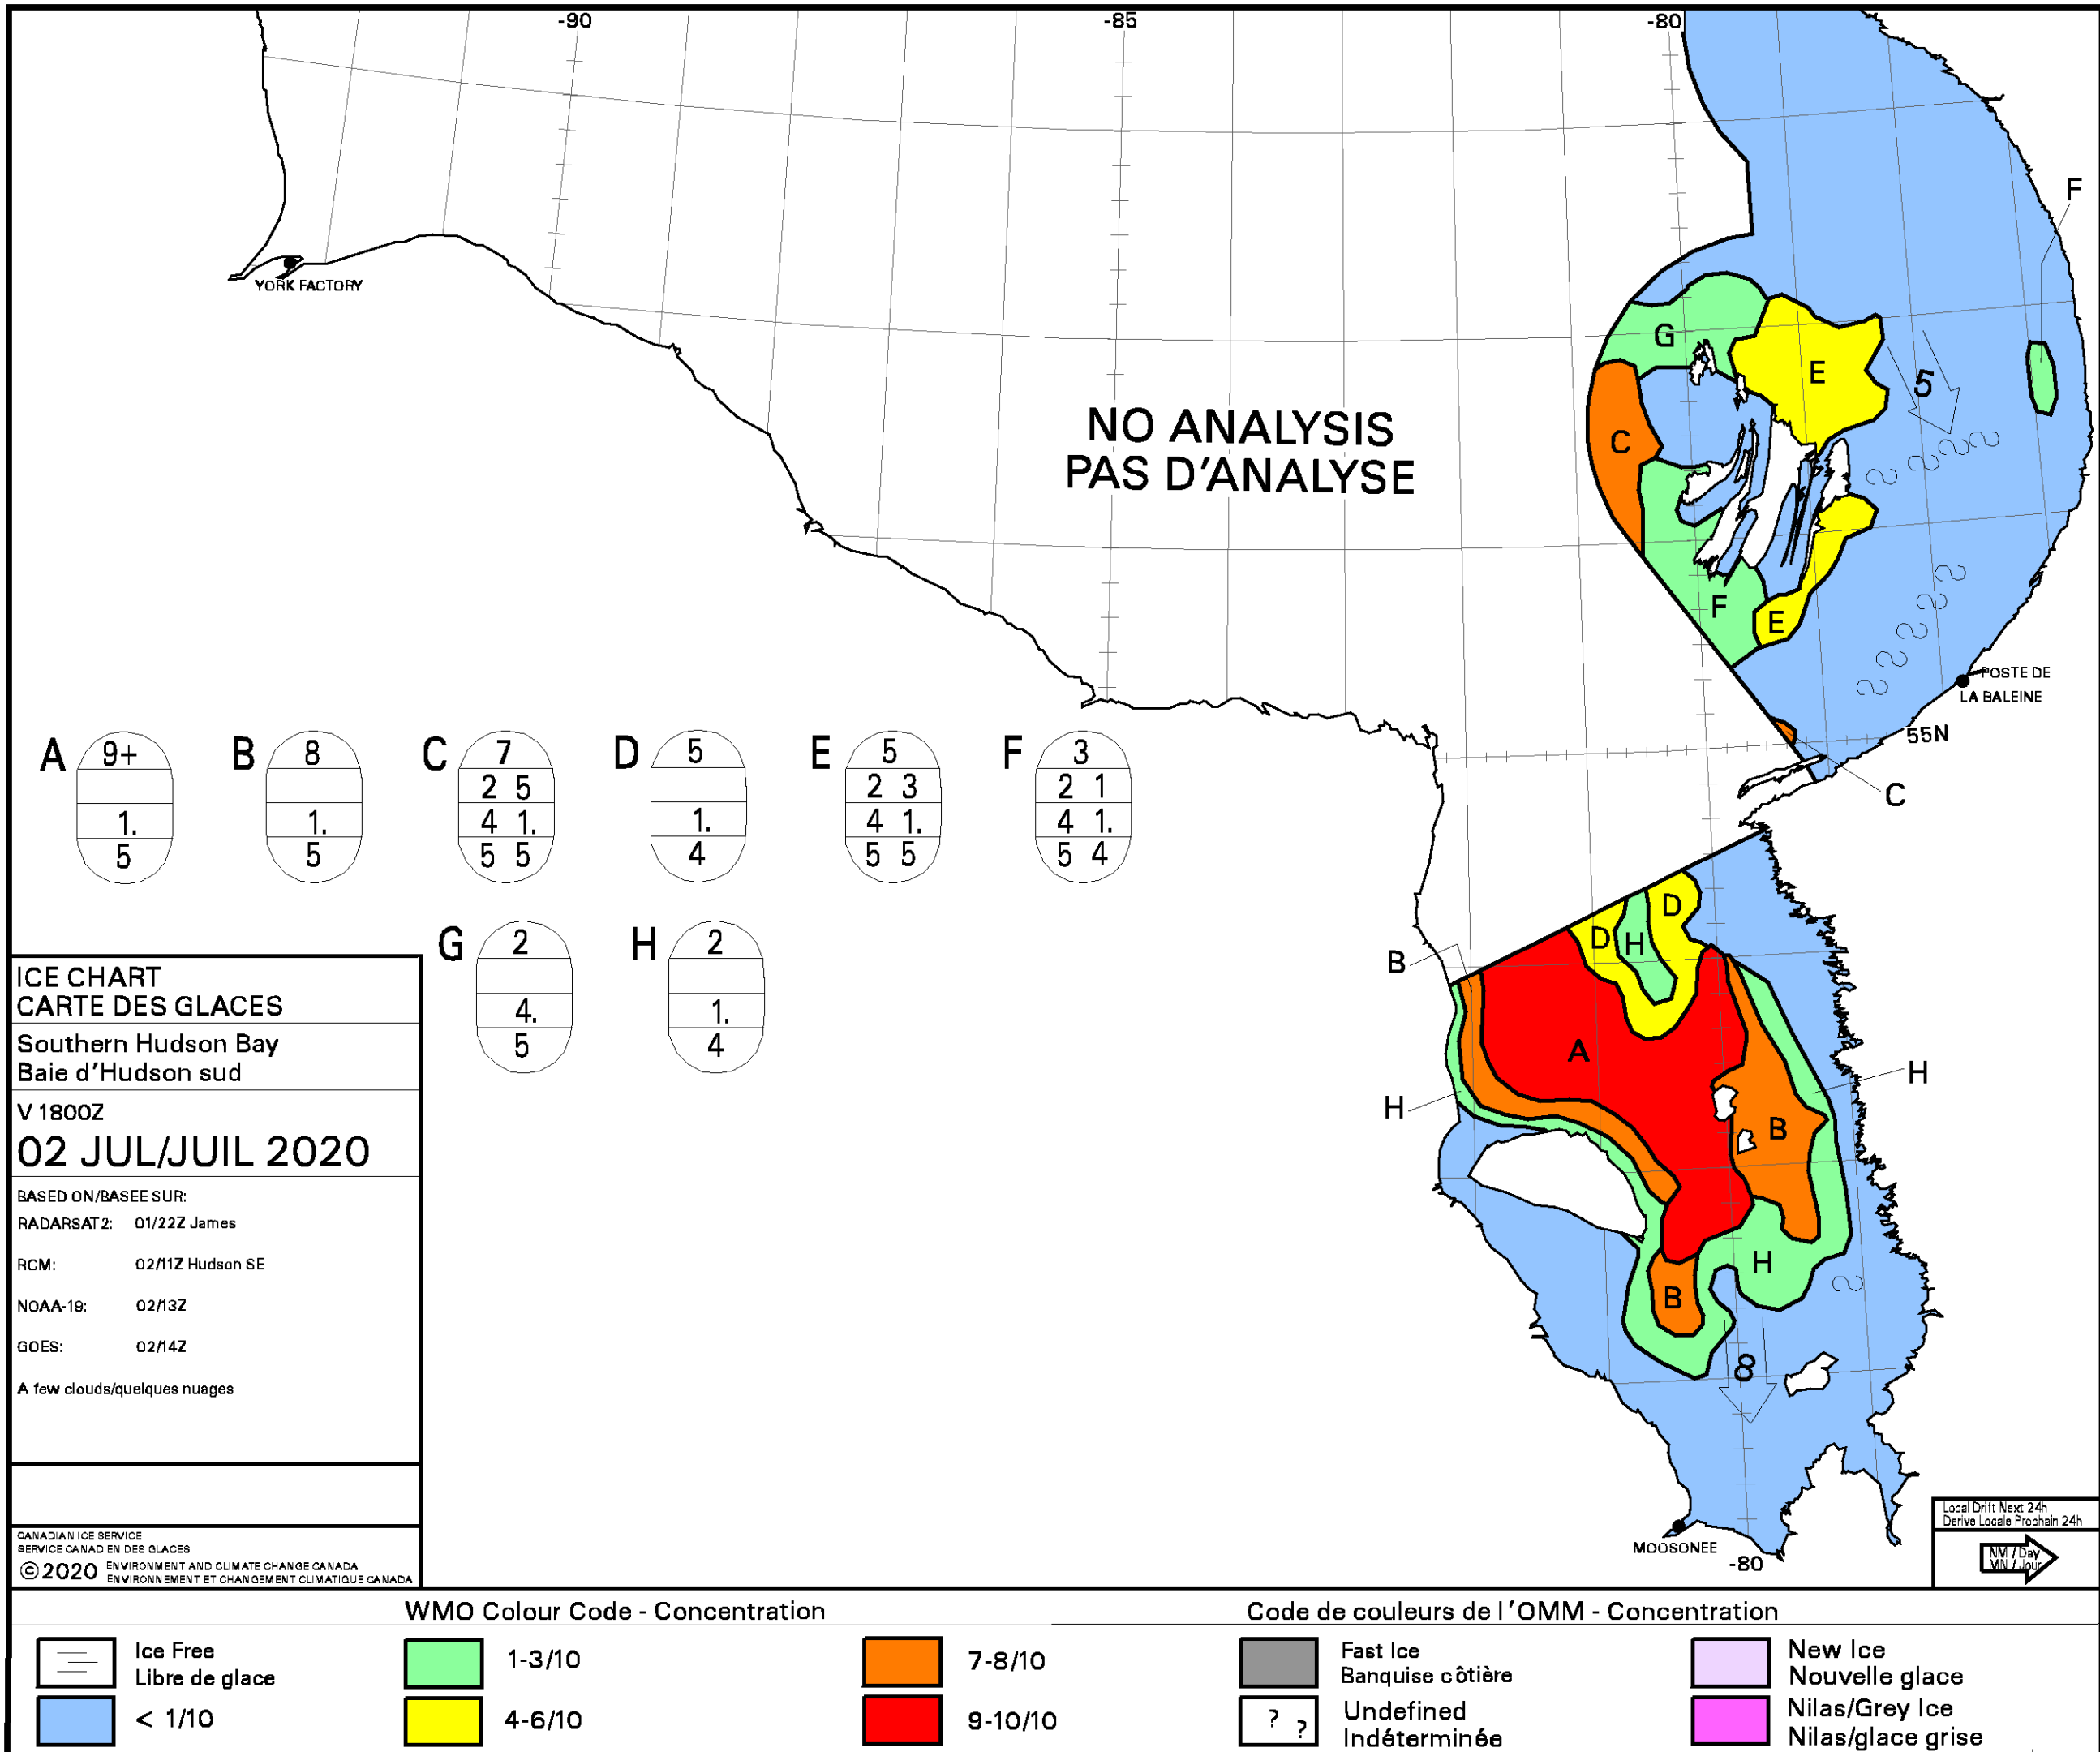 -90
-85
-80
F
YORK FACTORY
G
E
5
C
NO ANALYSIS
PAS D'ANALYSE
F
E
POSTE DE
LA BALEINE
55N
C
A
9+
1.
5
B
8
1.
5
C
7
2 5
4 1.
5 5
D
5
1.
4
E
5
2 3
4 1.
5 5
F
3
2 1
4 1.
5 4
G
2
4.
5
H
2
1.
4
D
D
H
B
A
H
H
B
H
B
8
MOOSONEE
-80
ICE CHART
CARTE DES GLACES
Southern Hudson Bay
Baie d'Hudson sud
V 1800Z
02 JUL/JUIL 2020
BASED ON/BASEE SUR:
RADARSAT2: 01/22Z James
RCM: 02/11Z Hudson SE
NOAA-19: 02/13Z
GOES: 02/14Z
A few clouds/quelques nuages
CANADIAN ICE SERVICE
SERVICE CANADIEN DES GLACES
©2020 ENVIRONMENT AND CLIMATE CHANGE CANADA
ENVIRONNEMENT ET CHANGEMENT CLIMATIQUE CANADA
Local Drift Next 24h
Derive Locale Prochain 24h
NM / Day
MN / Jour
WMO Colour Code - Concentration
Code de couleurs de l'OMM - Concentration
Ice Free
Libre de glace
< 1/10
1-3/10
4-6/10
7-8/10
9-10/10
Fast Ice
Banquise côtière
? ?
Undefined
Indéterminée
New Ice
Nouvelle glace
Nilas/Grey Ice
Nilas/glace grise